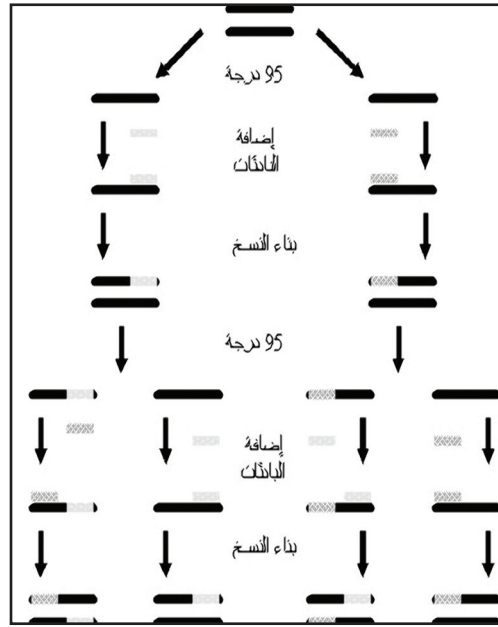 95 درجة
إضافة
البادئات
بناء النسخ
95 درجة
إضافة
البادئات
بناء النسخ